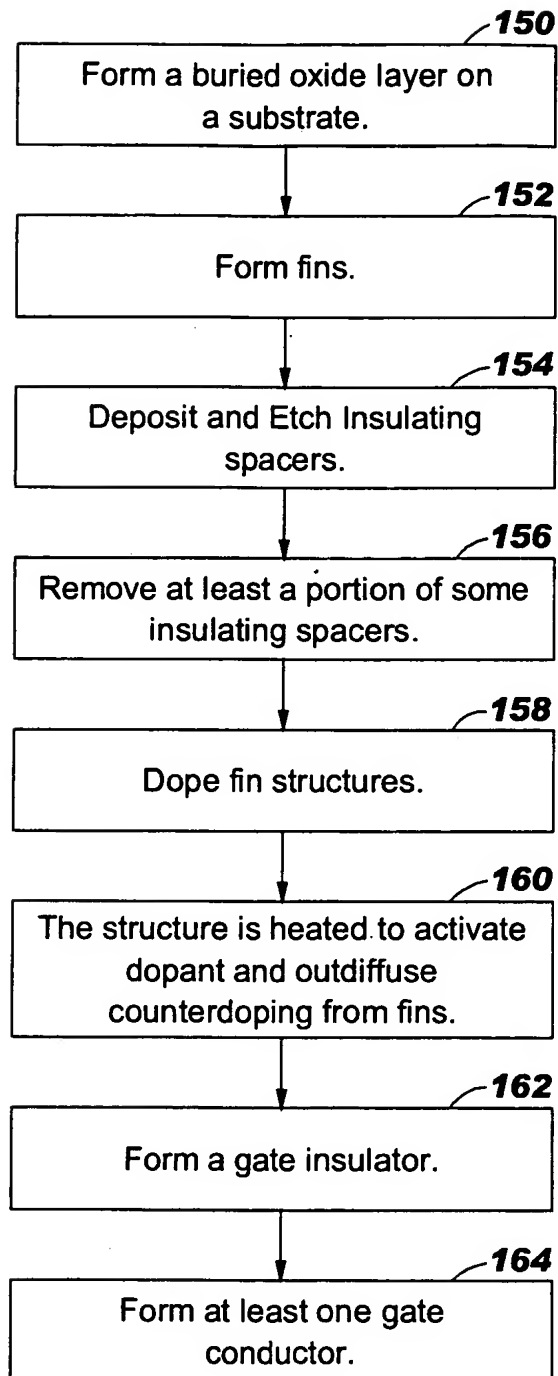 150
Form a buried oxide layer on
a substrate.
152
Form fins.
154
Deposit and Etch Insulating
spacers.
156
Remove at least a portion of some
insulating spacers.
158
Dope fin structures.
160
The structure is heated to activate
dopant and outdiffuse
counterdoping from fins.
162
Form a gate insulator.
164
Form at least one gate
conductor.